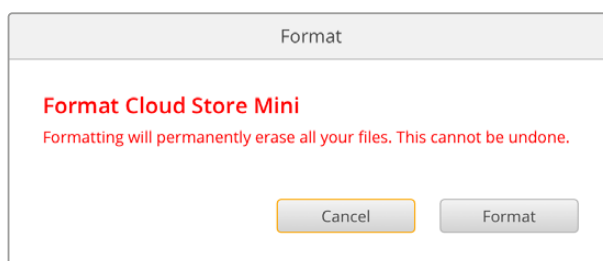 Format
Format Cloud Store Mini
Formatting will permanently erase all your files. This cannot be undone.
Cancel
Format